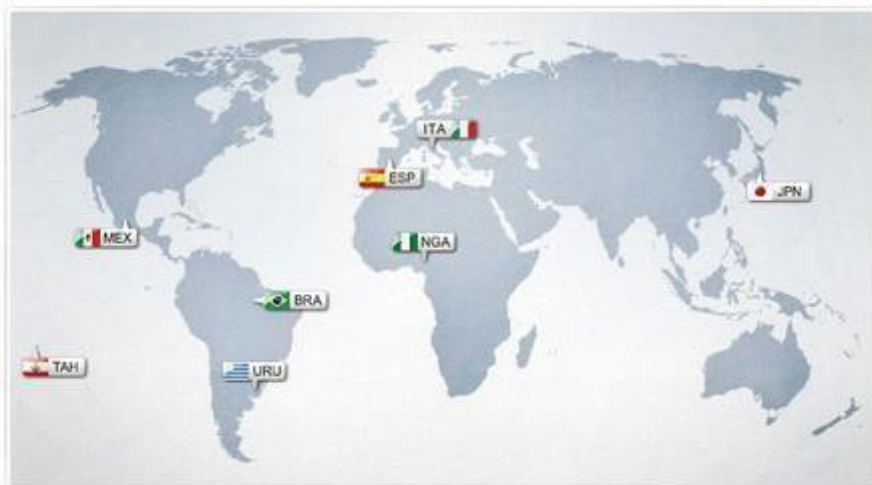 ITA
ESP
JPN
MEX
NGA
BRA
TAH
URU